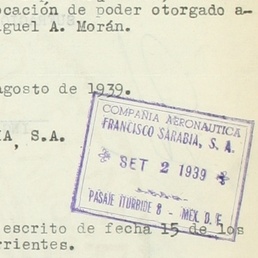 ocación de poder otorgado a-
guel A. Morán.
agosto de 1939.
IA, S.A.
COMPAÑIA AERONAUTICA
FRANCISCO SARABIA, S. A.
SET 2 1939
PASAJE ITURBIDE 8 - MEX. D. F.
escrito de fecha 15 de los
rrientes.